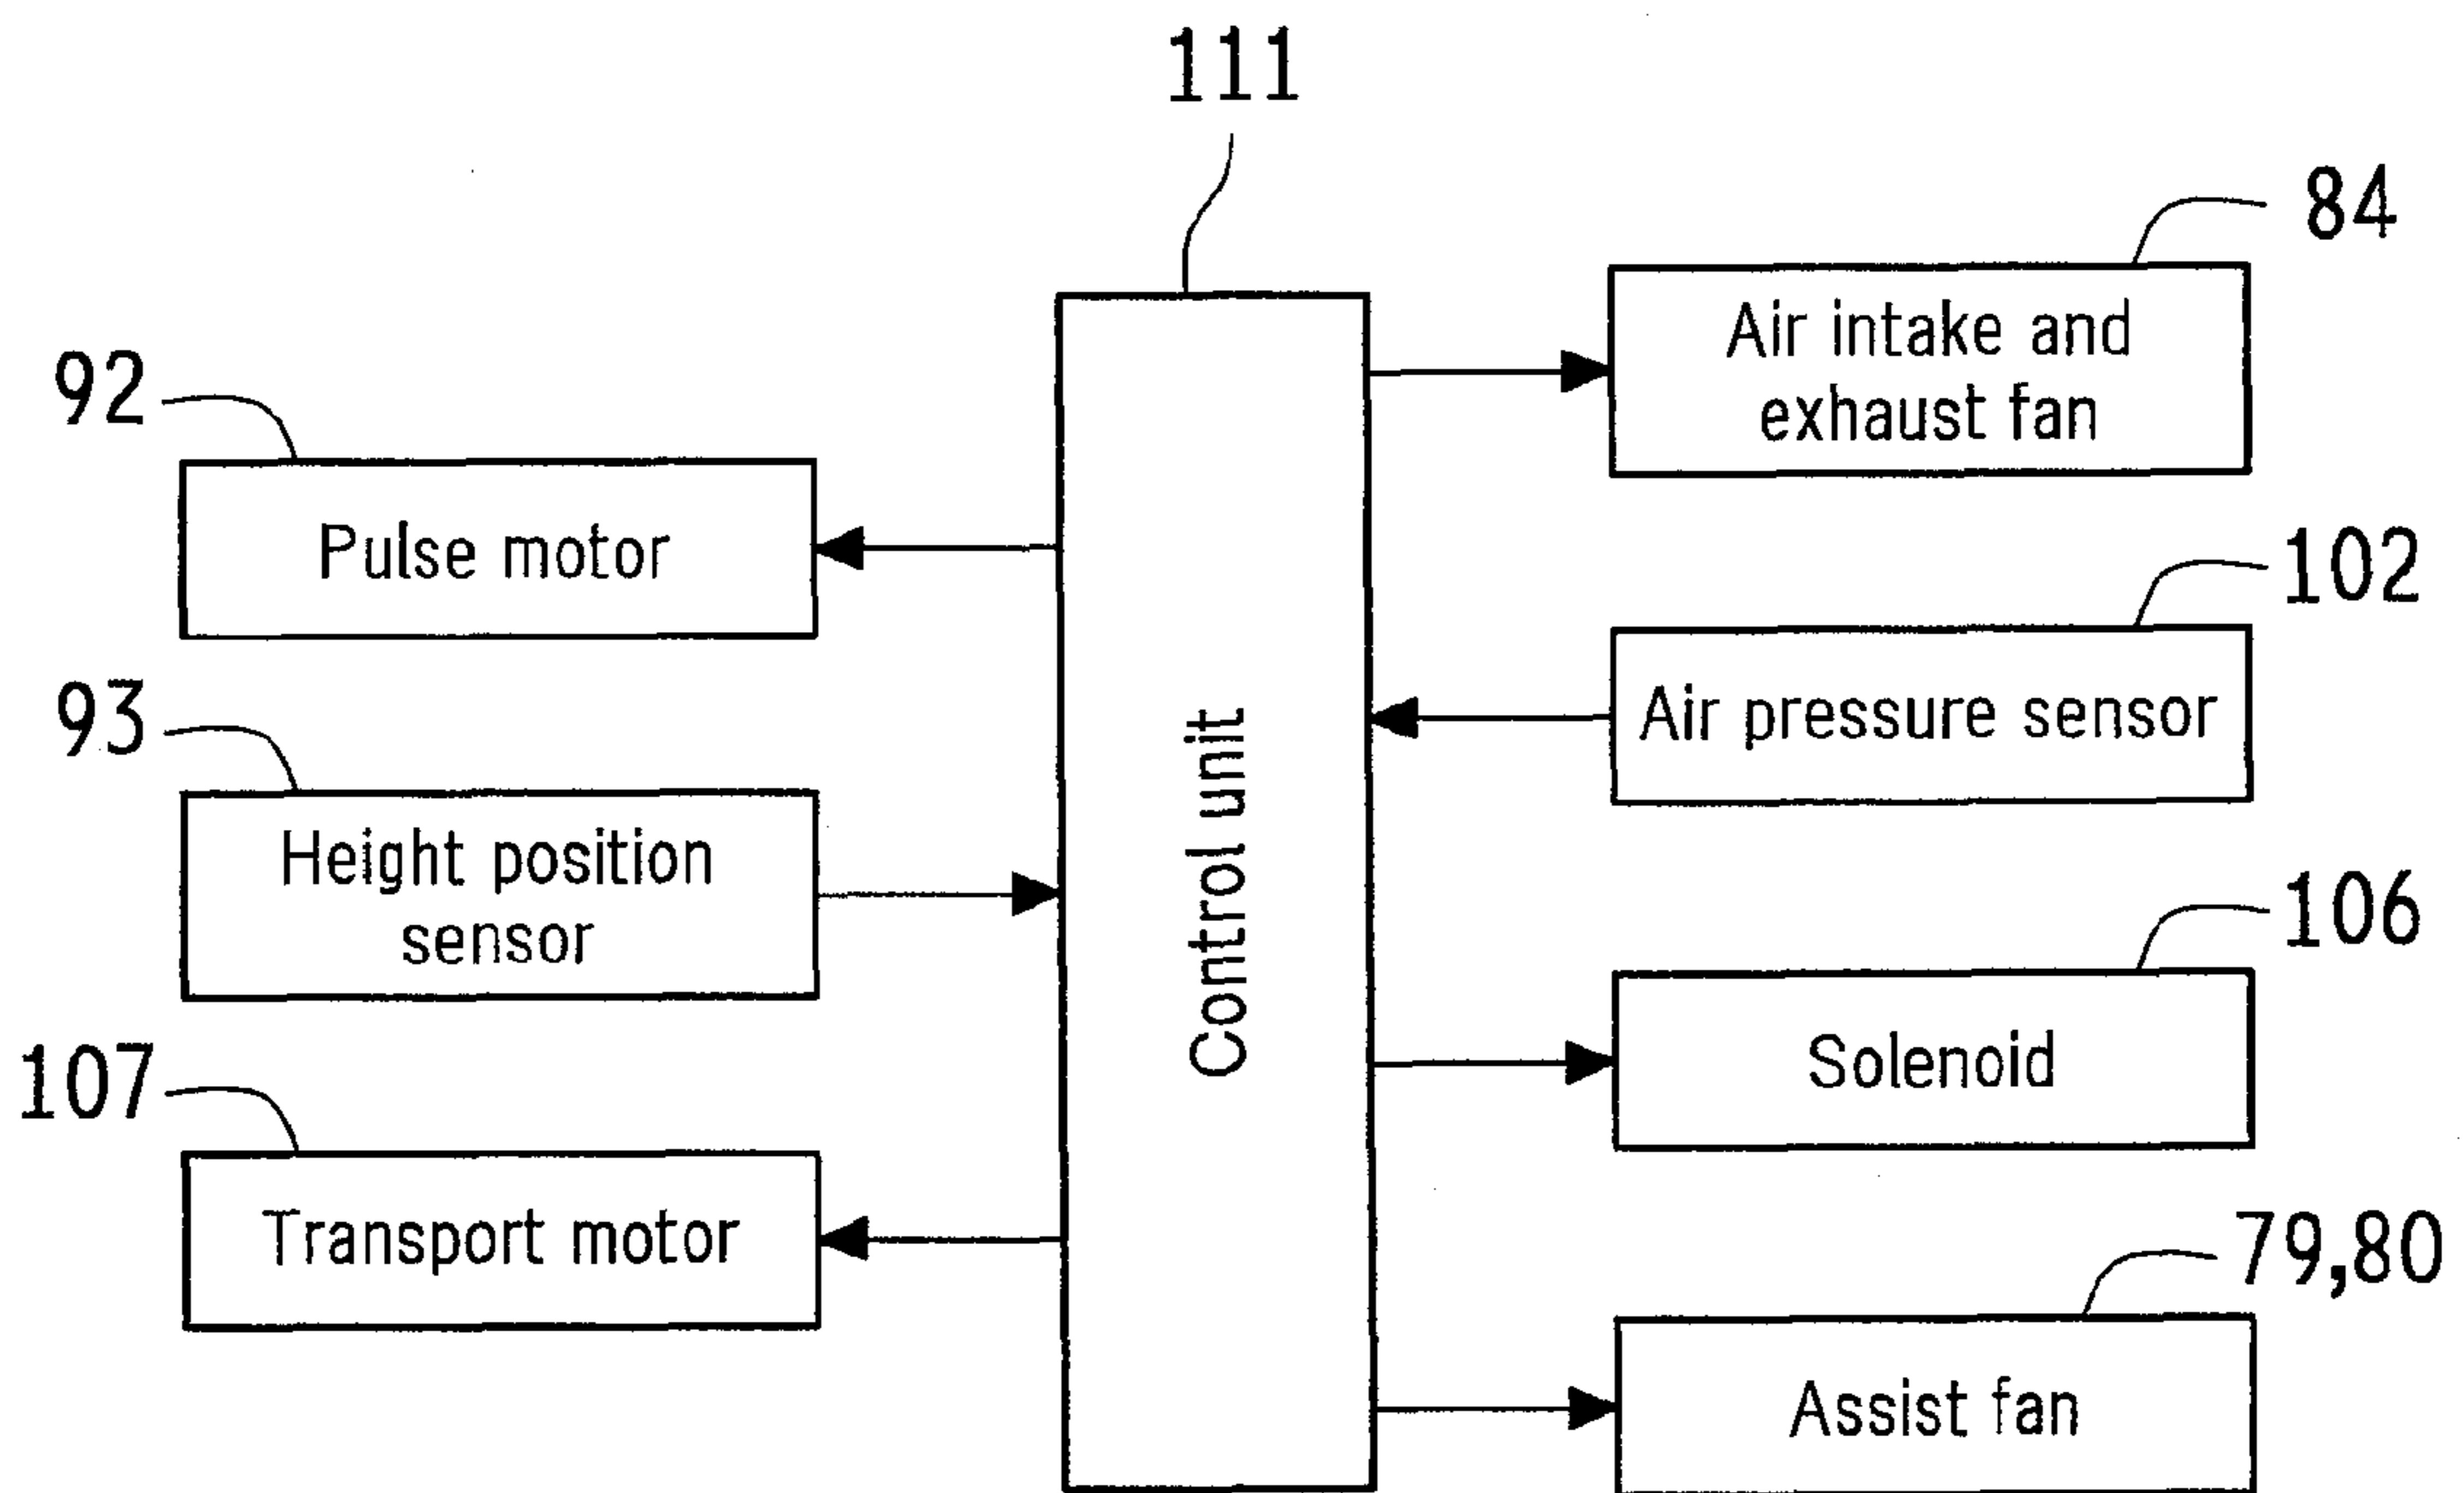 111
92
Pulse motor
93
Height position
sensor
107
Transport motor
Control unit
84
Air intake and
exhaust fan
102
Air pressure sensor
106
Solenoid
79,80
Assist fan